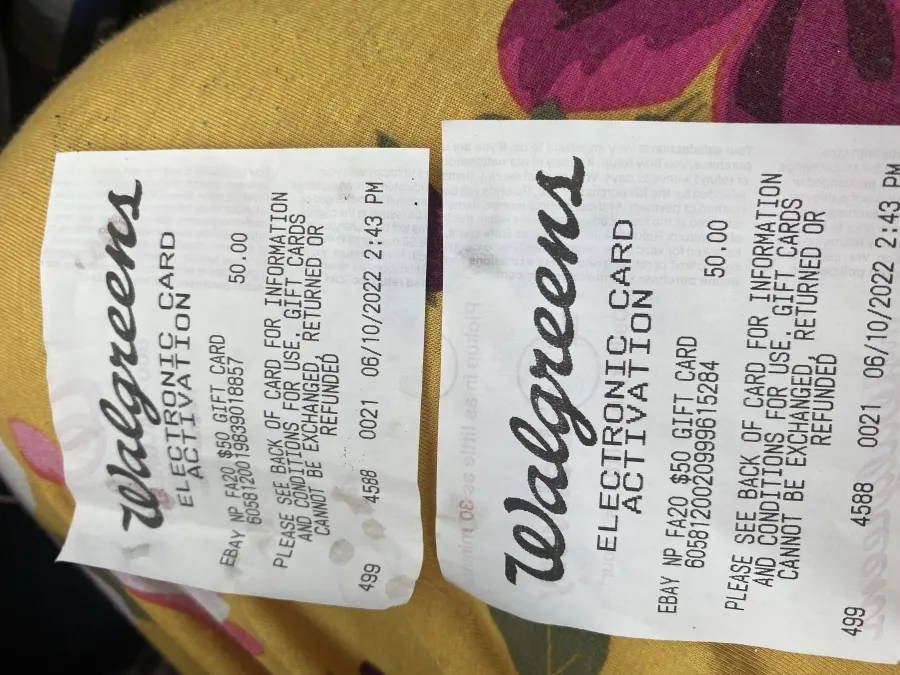 Walgreens
ELECTRONIC CARD
ACTIVATION
EBAY NP FA20 $50 GIFT CARD 50.00
6058120019839018857
PLEASE SEE BACK OF CARD FOR INFORMATION
AND CONDITIONS FOR USE. GIFT CARDS
CANNOT BE EXCHANGED, RETURNED OR
REFUNDED
499 4588 0021 06/10/2022 2:43 PM
Walgreens
ELECTRONIC CARD
ACTIVATION
EBAY NP FA20 $50 GIFT CARD 50.00
6058120020999615284
PLEASE SEE BACK OF CARD FOR INFORMATION
AND CONDITIONS FOR USE. GIFT CARDS
CANNOT BE EXCHANGED, RETURNED OR
REFUNDED
499 4588 0021 06/10/2022 2:43 PM